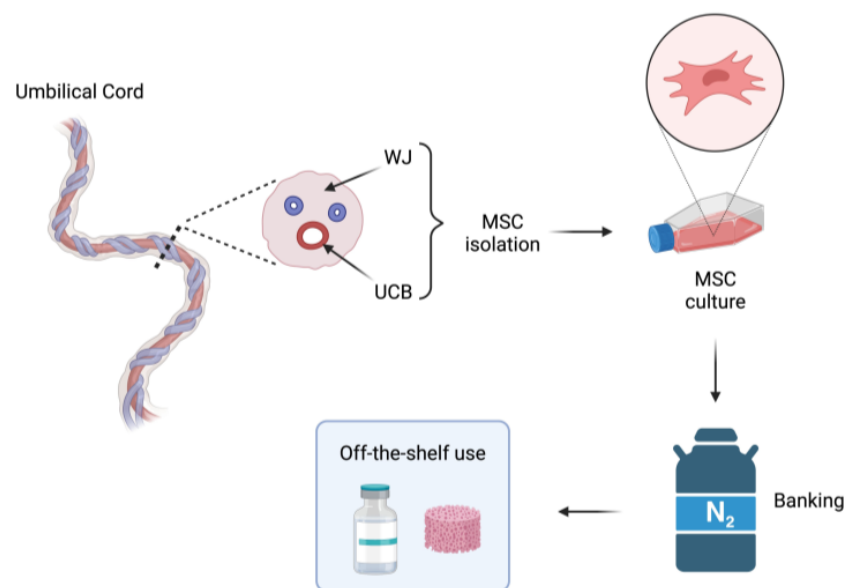 Umbilical Cord
WJ
UCB
MSC
isolation
MSC
culture
N₂
Banking
Off-the-shelf use